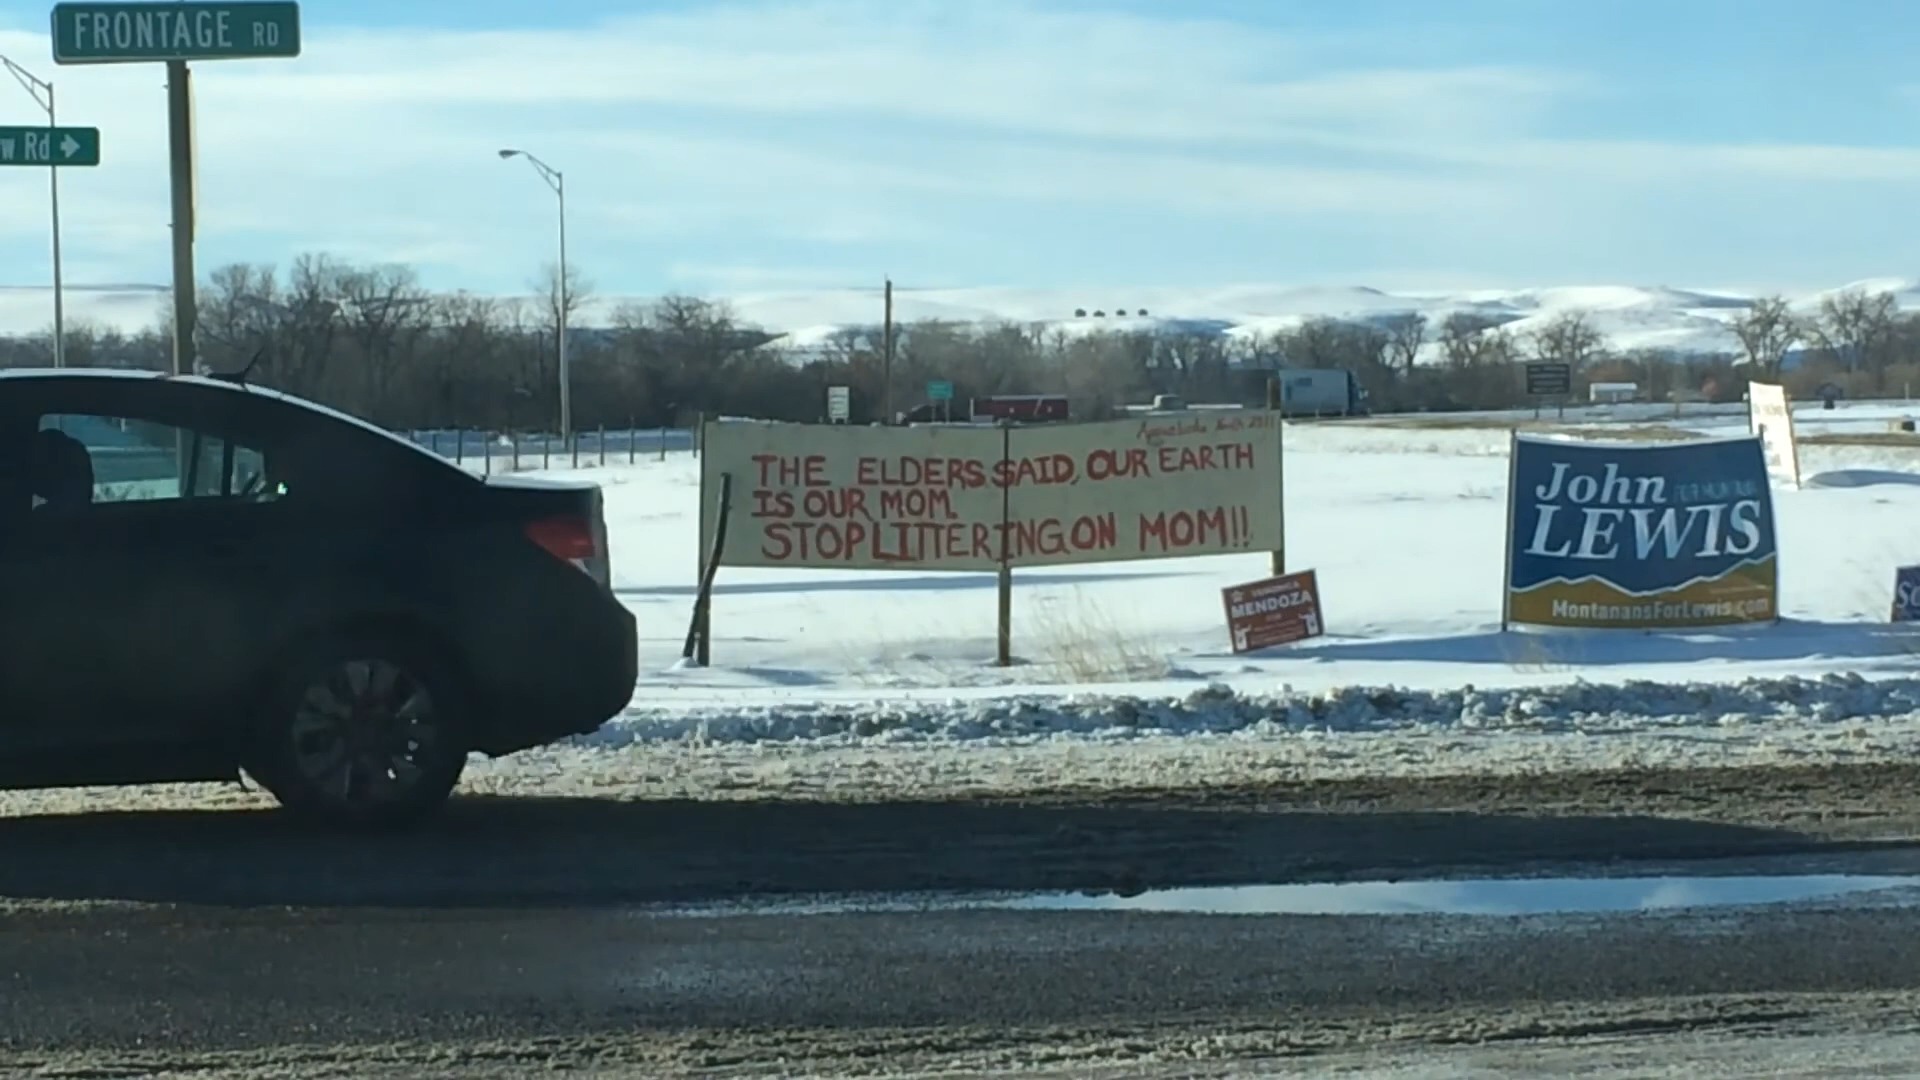 FRONTAGE RD
w Rd
THE ELDERS SAID, OUR EARTH
IS OUR MOM.
STOP LITTERING ON MOM!!
MENDOZA
John
LEWIS
MontanansForLewis.com